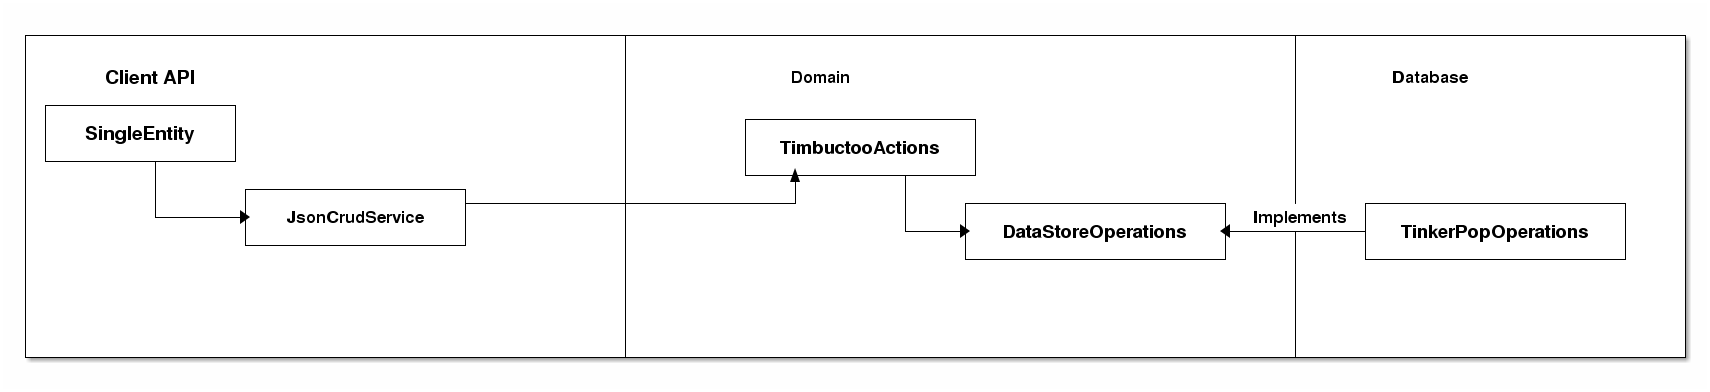 Client API
Domain
Database
SingleEntity
TimbuctooActions
JsonCrudService
DataStoreOperations
Implements
TinkerPopOperations